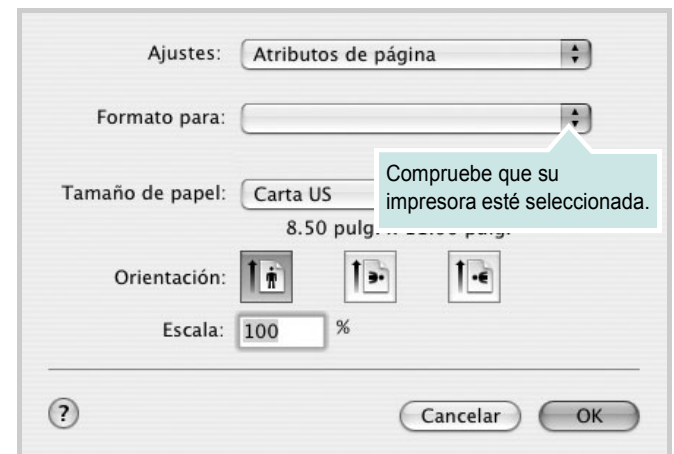 Ajustes: Atributos de página
Formato para:
Compruebe que su
impresora esté seleccionada.
Tamaño de papel: Carta US
8.50 pulg.
Orientación:
Escala: 100 %
? Cancelar OK